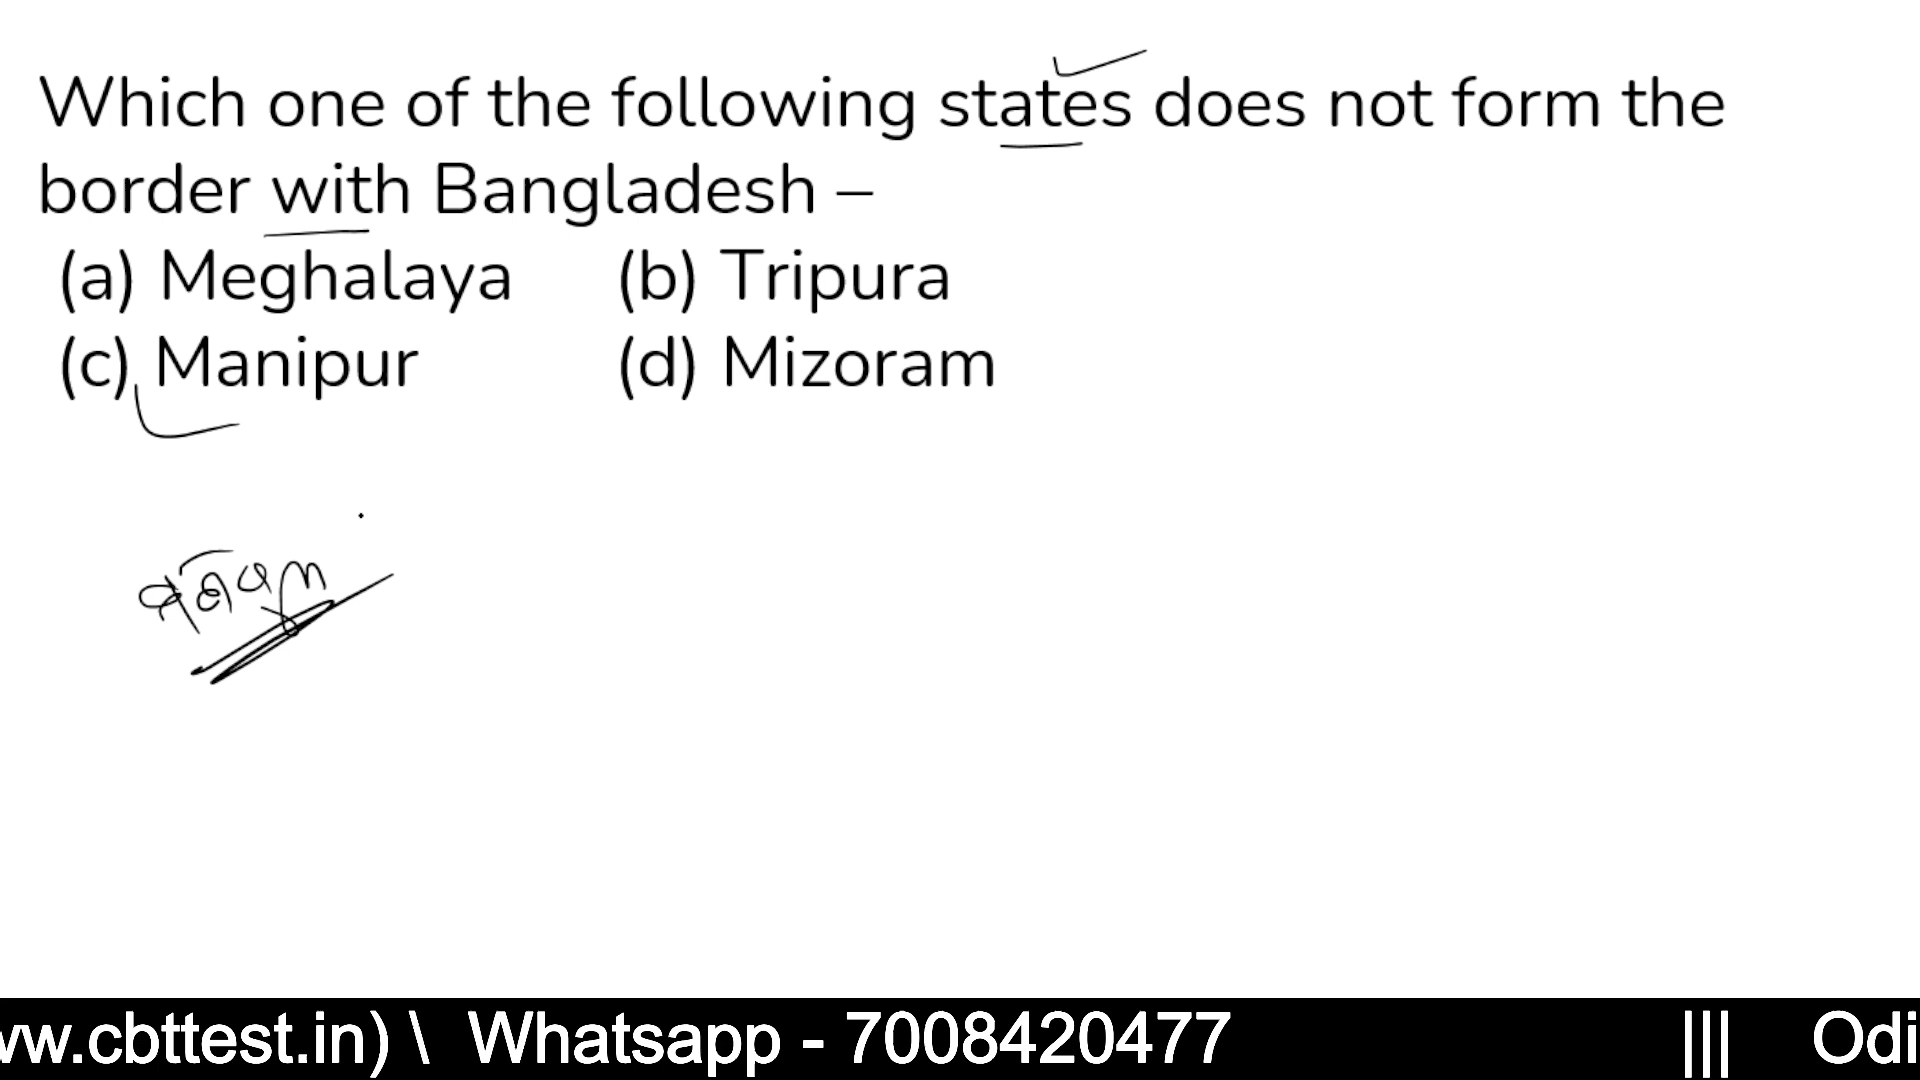 Which one of the following states does not form the
border with Bangladesh –
(a) Meghalaya (b) Tripura
(c) Manipur (d) Mizoram
vw.cbttest.in) \ Whatsapp - 7008420477 ||| Odi